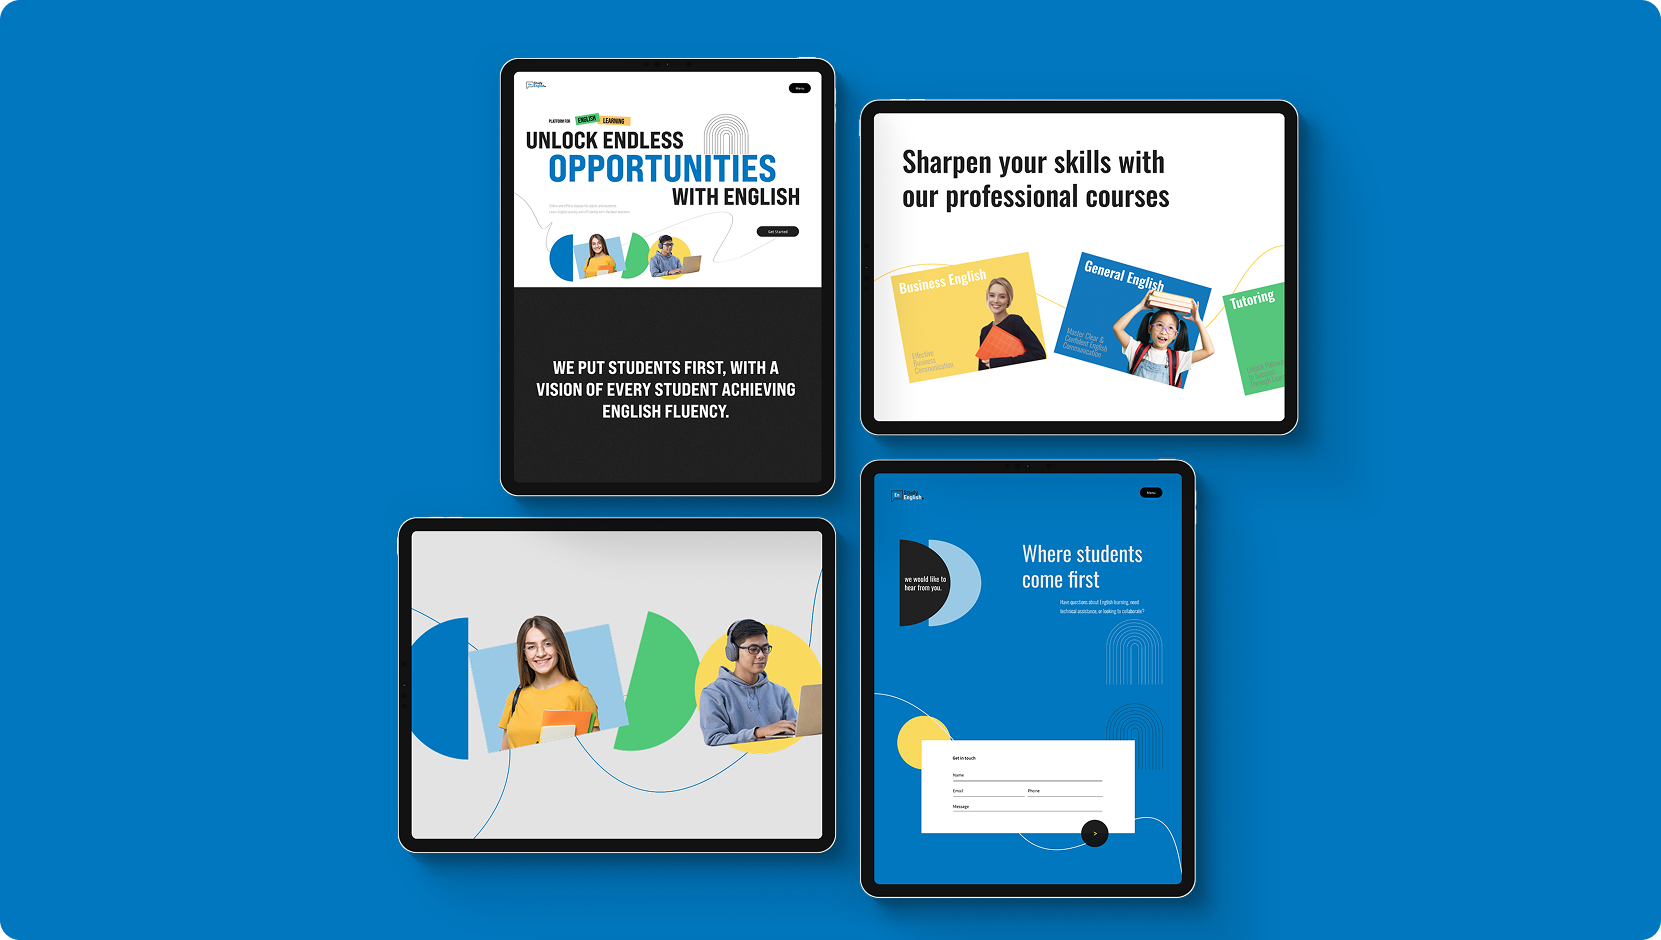 Study
English
Menu
PLATFORM FOR ENGLISH LEARNING
UNLOCK ENDLESS
OPPORTUNITIES
WITH ENGLISH
Get Started
WE PUT STUDENTS FIRST, WITH A
VISION OF EVERY STUDENT ACHIEVING
ENGLISH FLUENCY.
Sharpen your skills with
our professional courses
Business English
Effective
Business
Communication
General English
Master Clear &
Confident English
Communication
Tutoring
En
Study
English
Menu
we would like to
hear from you.
Where students
come first
Have questions about English learning, need
technical assistance, or looking to collaborate?
Get in touch
Name
Email
Phone
Message
>